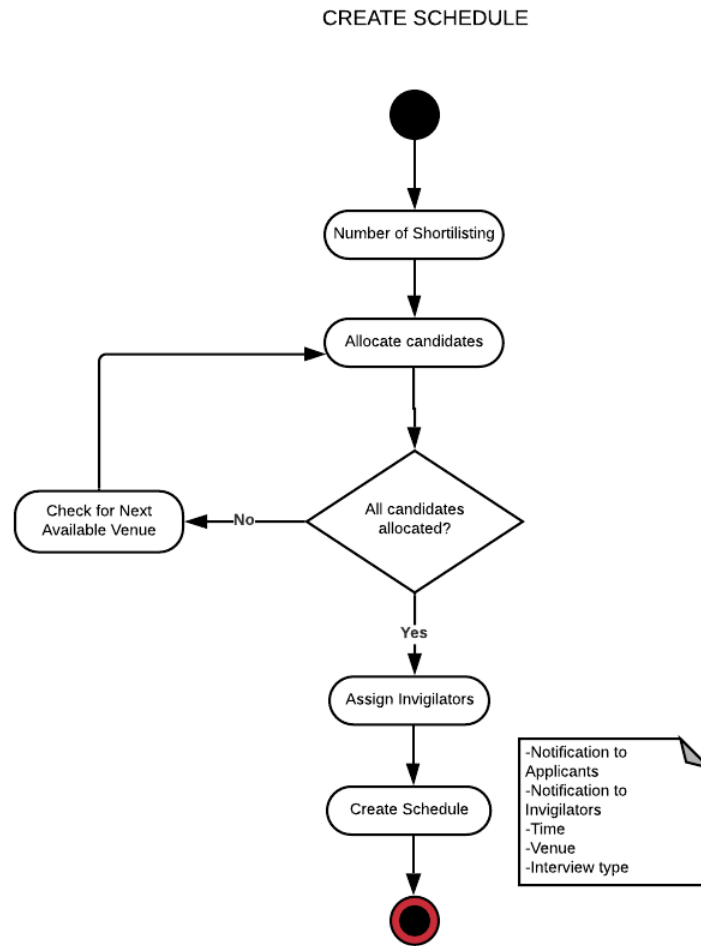 CREATE SCHEDULE
Number of Shortilisting
Allocate candidates
All candidates
allocated?
No
Check for Next
Available Venue
Yes
Assign Invigilators
Create Schedule
-Notification to
Applicants
-Notification to
Invigilators
-Time
-Venue
-Interview type